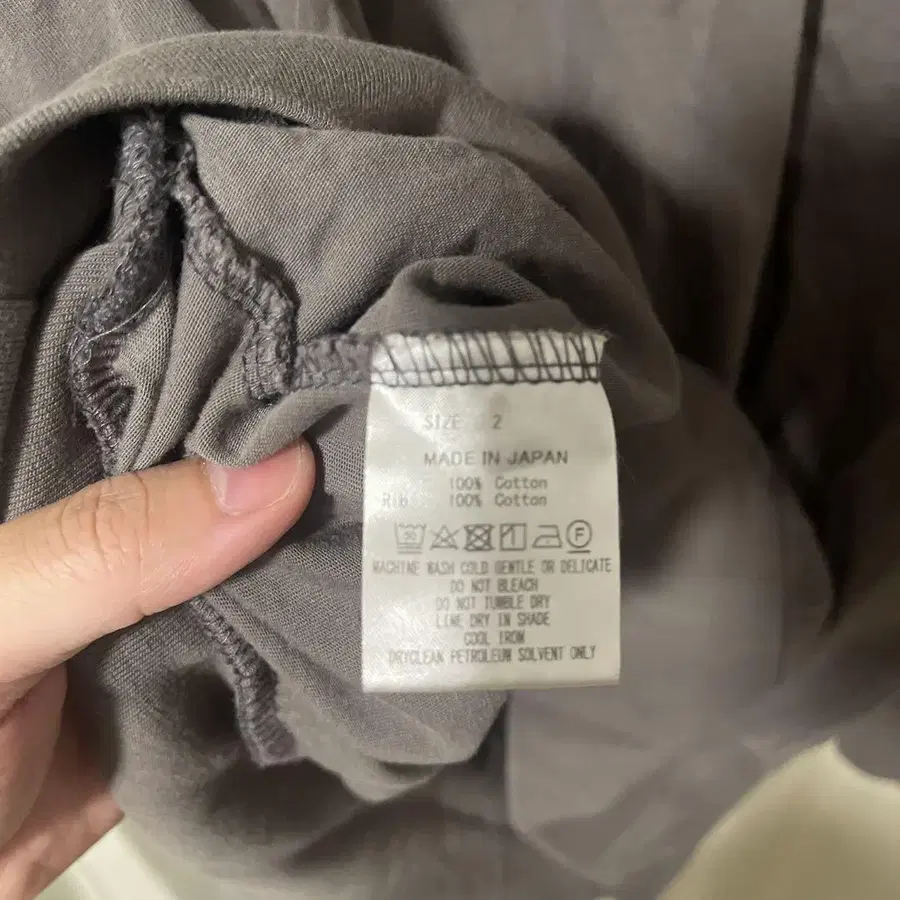 SIZE 2
MADE IN JAPAN
100% Cotton
RIB 100% Cotton
30 F
MACHINE WASH COLD GENTLE OR DELICATE
DO NOT BLEACH
DO NOT TUMBLE DRY
LINE DRY IN SHADE
COOL IRON
DRYCLEAN PETROLEUM SOLVENT ONLY